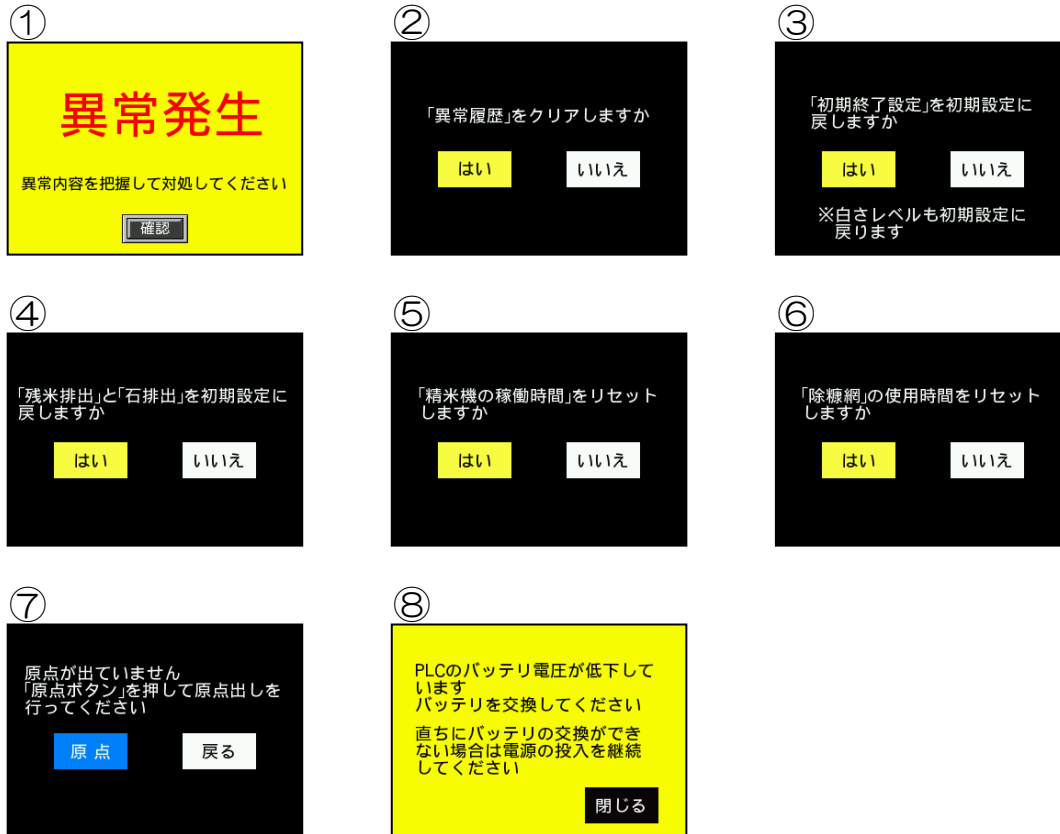 ①
異常発生
異常内容を把握して対処してください
確認
②
「異常履歴」をクリアしますか
はい
いいえ
③
「初期終了設定」を初期設定に
戻しますか
はい
いいえ
※白さレベルも初期設定に
戻ります
④
「残米排出」と「石排出」を初期設定に
戻しますか
はい
いいえ
⑤
「精米機の稼働時間」をリセット
しますか
はい
いいえ
⑥
「除糠網」の使用時間をリセット
しますか
はい
いいえ
⑦
原点が出ていません
「原点ボタン」を押して原点出しを
行ってください
原 点
戻る
⑧
PLCのバッテリ電圧が低下して
います
バッテリを交換してください
直ちにバッテリの交換ができ
ない場合は電源の投入を継続
してください
閉じる